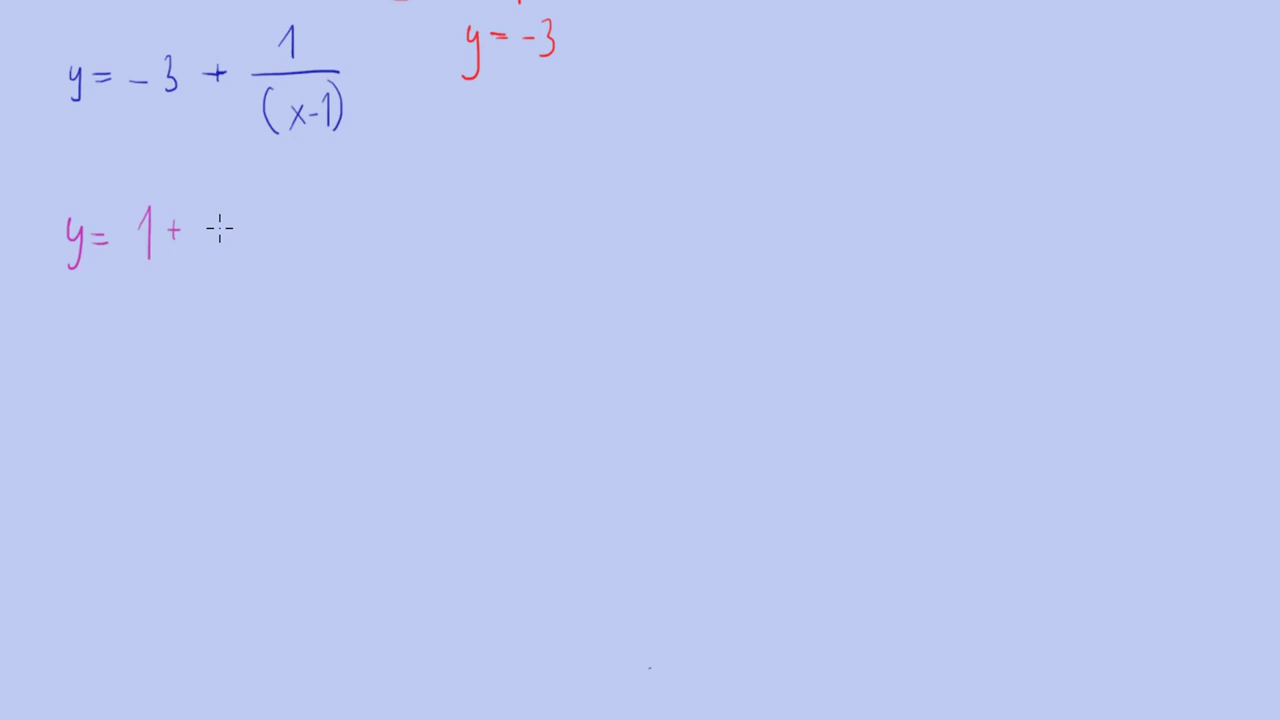 y = -3
y = -3 + 1/(x-1)
y = 1 +